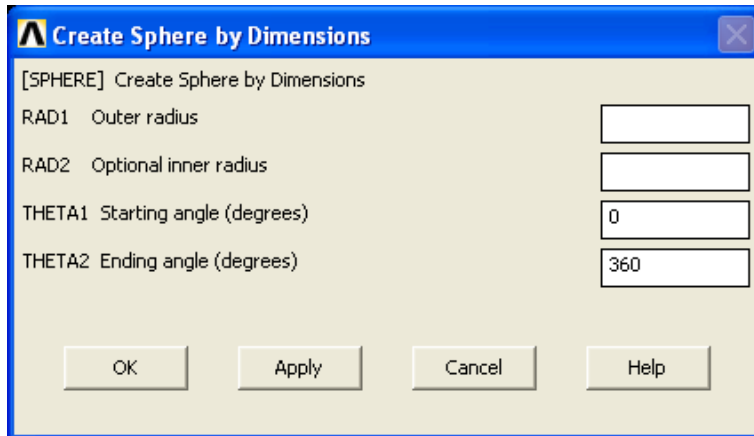 Create Sphere by Dimensions
[SPHERE] Create Sphere by Dimensions
RAD1 Outer radius
RAD2 Optional inner radius
THETA1 Starting angle (degrees) 0
THETA2 Ending angle (degrees) 360
OK Apply Cancel Help